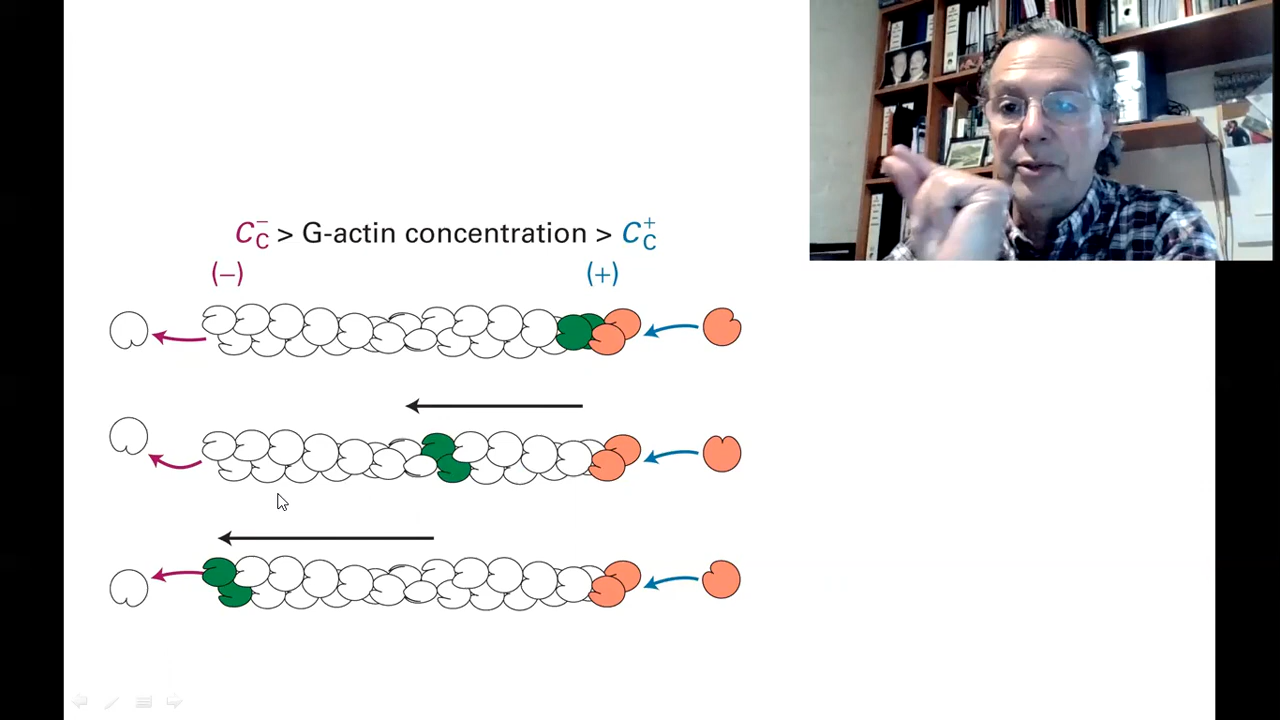 C⁻C > G-actin concentration > C⁺C
(−) (+)